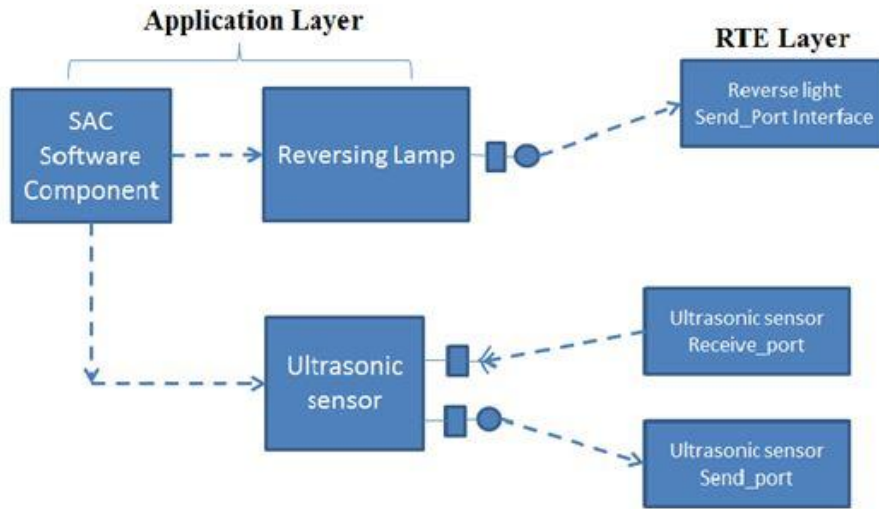 Application Layer
RTE Layer
SAC
Software
Component
Reversing Lamp
Reverse light
Send_Port Interface
Ultrasonic
sensor
Ultrasonic sensor
Receive_port
Ultrasonic sensor
Send_port